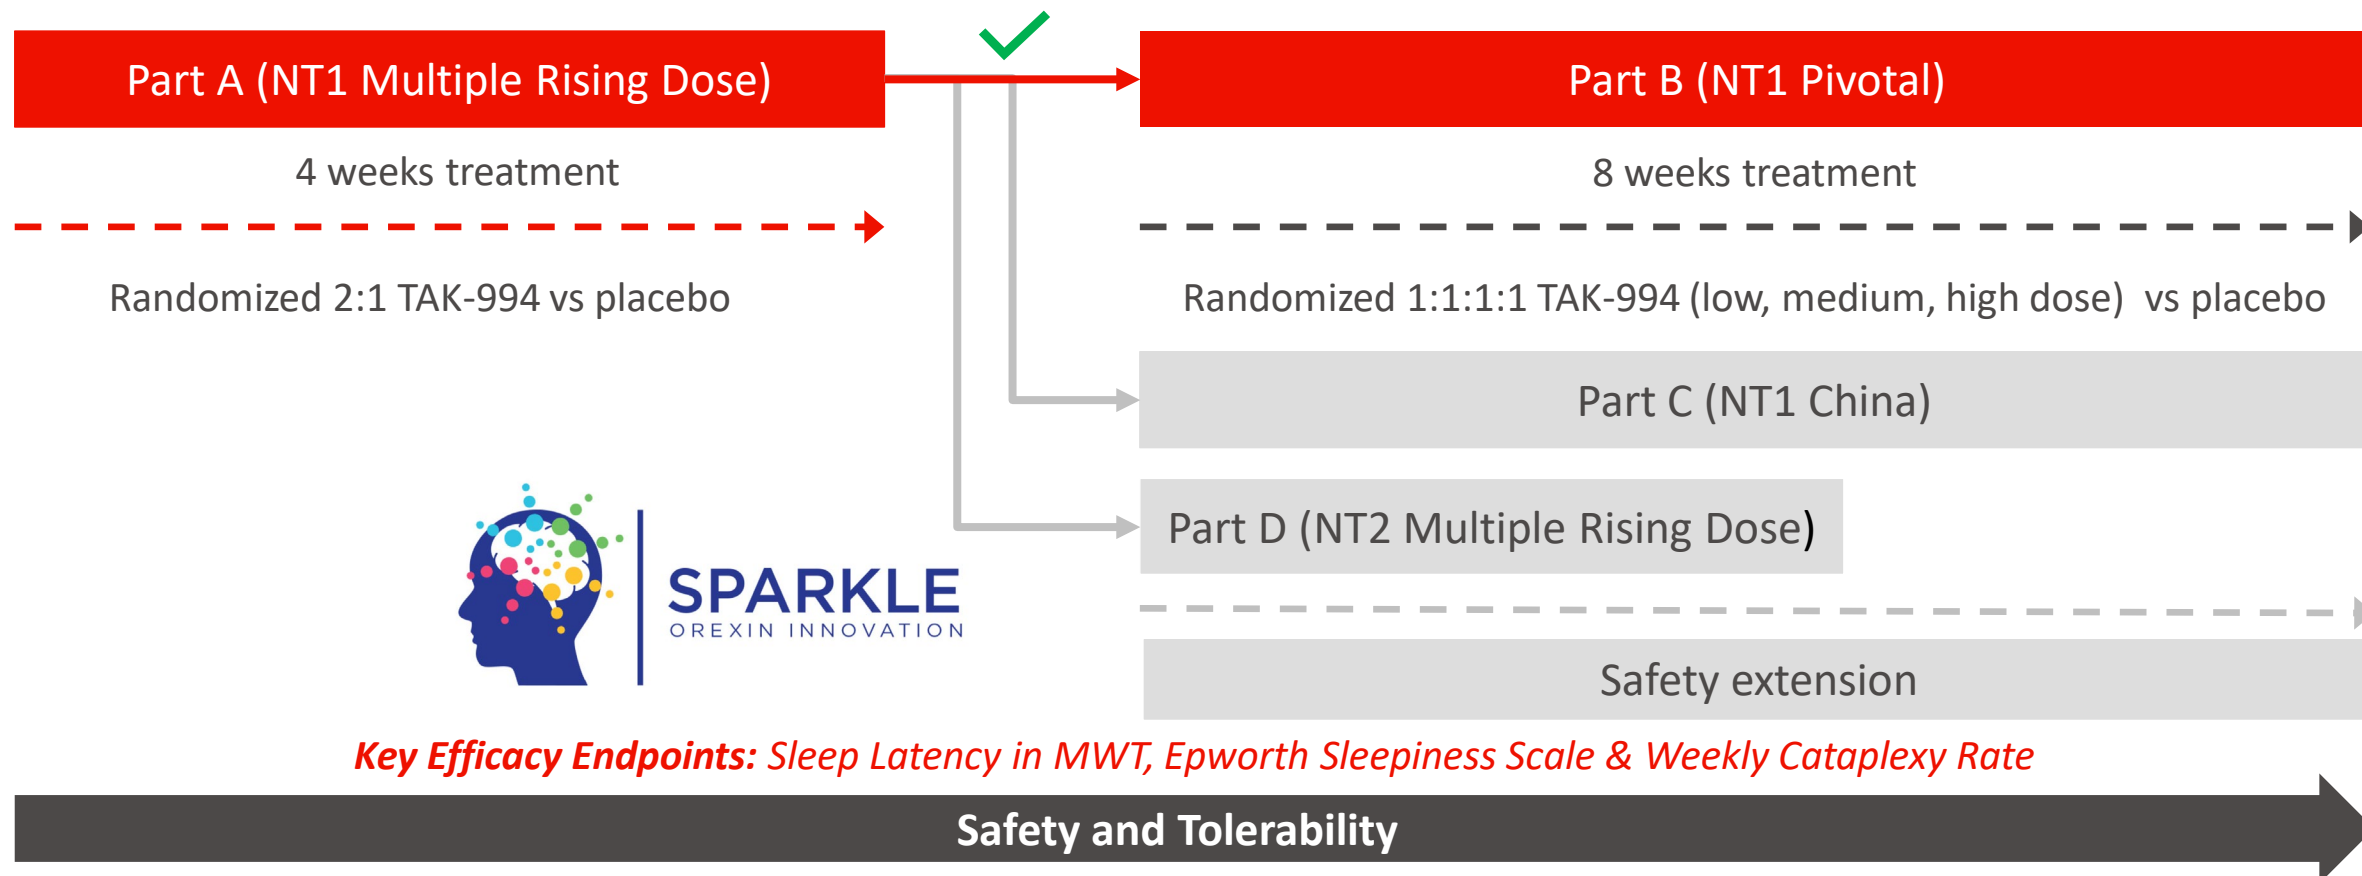 Part A (NT1 Multiple Rising Dose)
Part B (NT1 Pivotal)
4 weeks treatment
8 weeks treatment
Randomized 2:1 TAK-994 vs placebo
Randomized 1:1:1:1 TAK-994 (low, medium, high dose) vs placebo
Part C (NT1 China)
Part D (NT2 Multiple Rising Dose)
SPARKLE
OREXIN INNOVATION
Safety extension
Key Efficacy Endpoints: Sleep Latency in MWT, Epworth Sleepiness Scale & Weekly Cataplexy Rate
Safety and Tolerability